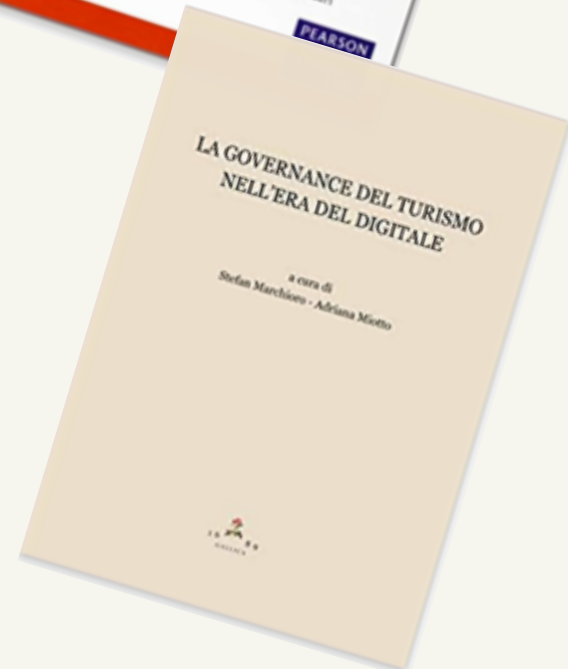 PEARSON
LA GOVERNANCE DEL TURISMO
NELL'ERA DEL DIGITALE
a cura di
Stefan Marchioro - Adriana Miotto